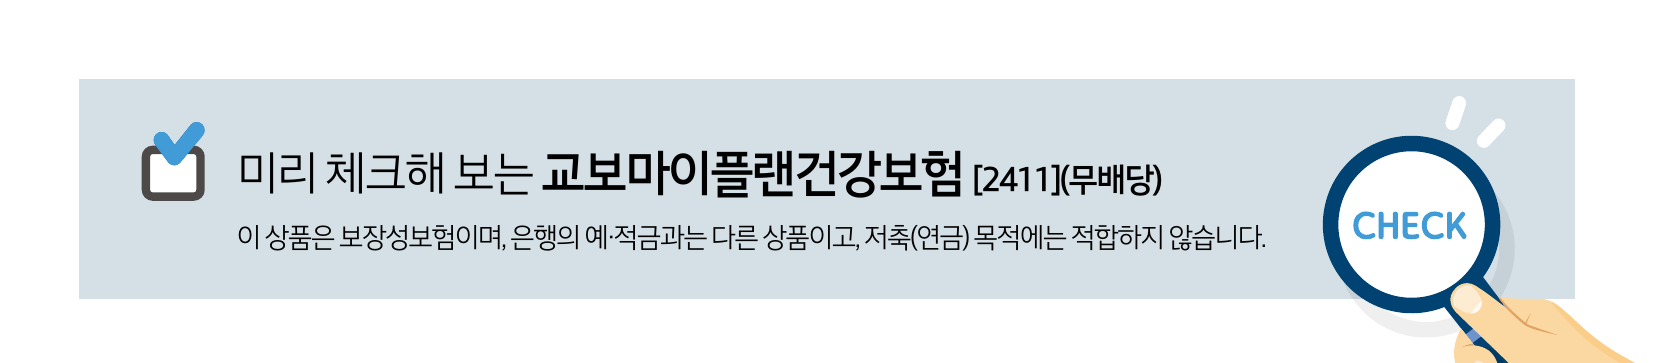 미리 체크해 보는 교보마이플랜건강보험 [2411](무배당)
이 상품은 보장성보험이며, 은행의 예·적금과는 다른 상품이고, 저축(연금) 목적에는 적합하지 않습니다.
CHECK